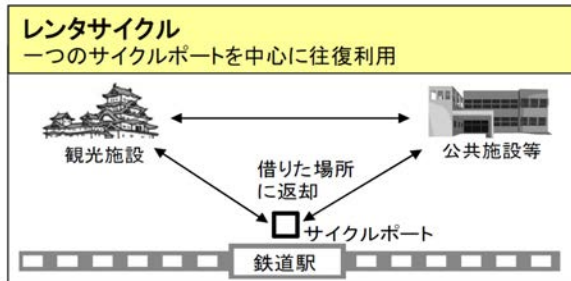 レンタサイクル
一つのサイクルポートを中心に往復利用
観光施設
公共施設等
借りた場所
に返却
サイクルポート
鉄道駅